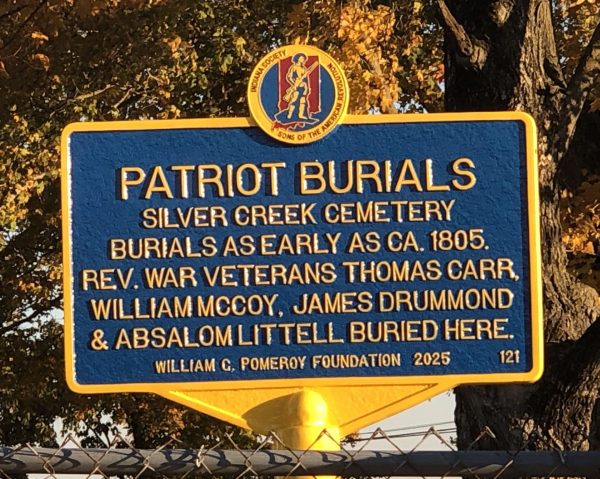 INDIANA SOCIETY
SONS OF THE AMERICAN REVOLUTION
PATRIOT BURIALS
SILVER CREEK CEMETERY
BURIALS AS EARLY AS CA. 1805.
REV. WAR VETERANS THOMAS CARR,
WILLIAM MCCOY, JAMES DRUMMOND
& ABSALOM LITTELL BURIED HERE.
WILLIAM G. POMEROY FOUNDATION 2025 121